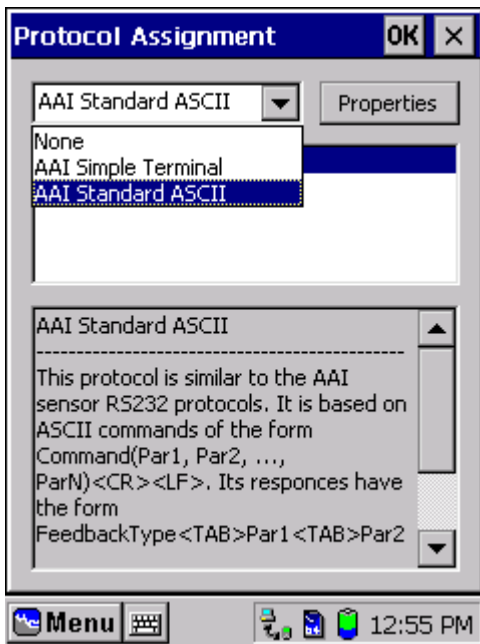 Protocol Assignment OK
AAI Standard ASCII Properties
None
AAI Simple Terminal
AAI Standard ASCII
AAI Standard ASCII
-----------------------------------------------
This protocol is similar to the AAI
sensor RS232 protocols. It is based on
ASCII commands of the form
Command(Par1, Par2, ...,
ParN)<CR><LF>. Its responces have
the form
FeedbackType<TAB>Par1<TAB>Par2
Menu 12:55 PM